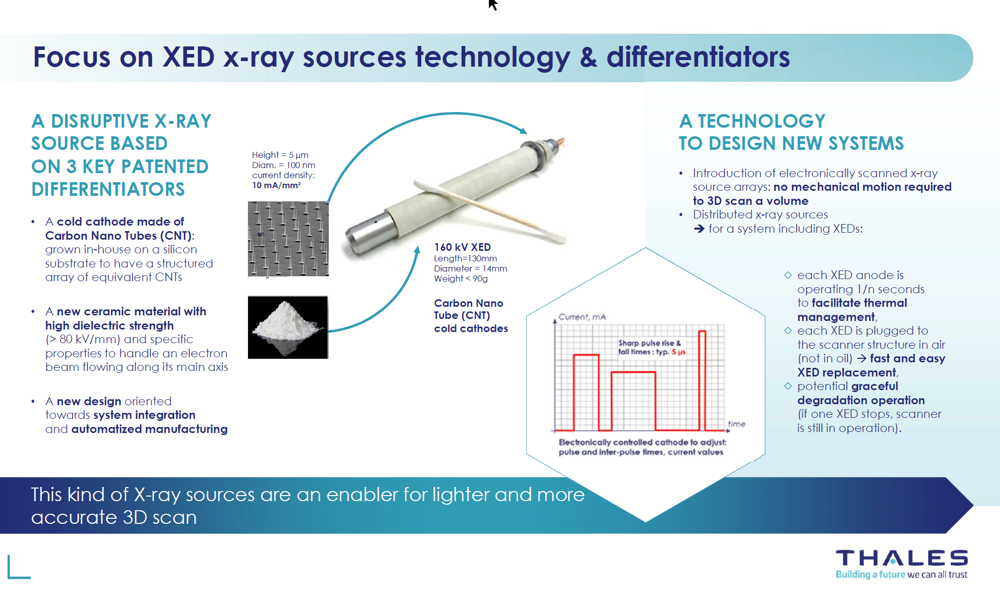 Focus on XED x-ray sources technology & differentiators
A DISRUPTIVE X-RAY
SOURCE BASED
ON 3 KEY PATENTED
DIFFERENTIATORS
• A cold cathode made of
Carbon Nano Tubes (CNT):
grown in-house on a silicon
substrate to have a structured
array of equivalent CNTs
• A new ceramic material with
high dielectric strength
(> 80 kV/mm) and specific
properties to handle an electron
beam flowing along its main axis
• A new design oriented
towards system integration
and automatized manufacturing
Height = 5 µm
Diam. = 100 nm
current density:
10 mA/mm²
160 kV XED
Length=130mm
Diameter = 14mm
Weight < 90g
Carbon Nano
Tube (CNT)
cold cathodes
Current, mA
Sharp pulse rise &
fall times : typ. 5 µs
time
Electronically controlled cathode to adjust:
pulse and inter-pulse times, current values
A TECHNOLOGY
TO DESIGN NEW SYSTEMS
• Introduction of electronically scanned x-ray
source arrays: no mechanical motion required
to 3D scan a volume
• Distributed x-ray sources
➔ for a system including XEDs:
◇ each XED anode is
operating 1/n seconds
to facilitate thermal
management,
◇ each XED is plugged to
the scanner structure in air
(not in oil) → fast and easy
XED replacement,
◇ potential graceful
degradation operation
(if one XED stops, scanner
is still in operation).
This kind of X-ray sources are an enabler for lighter and more
accurate 3D scan
THALES
Building a future we can all trust